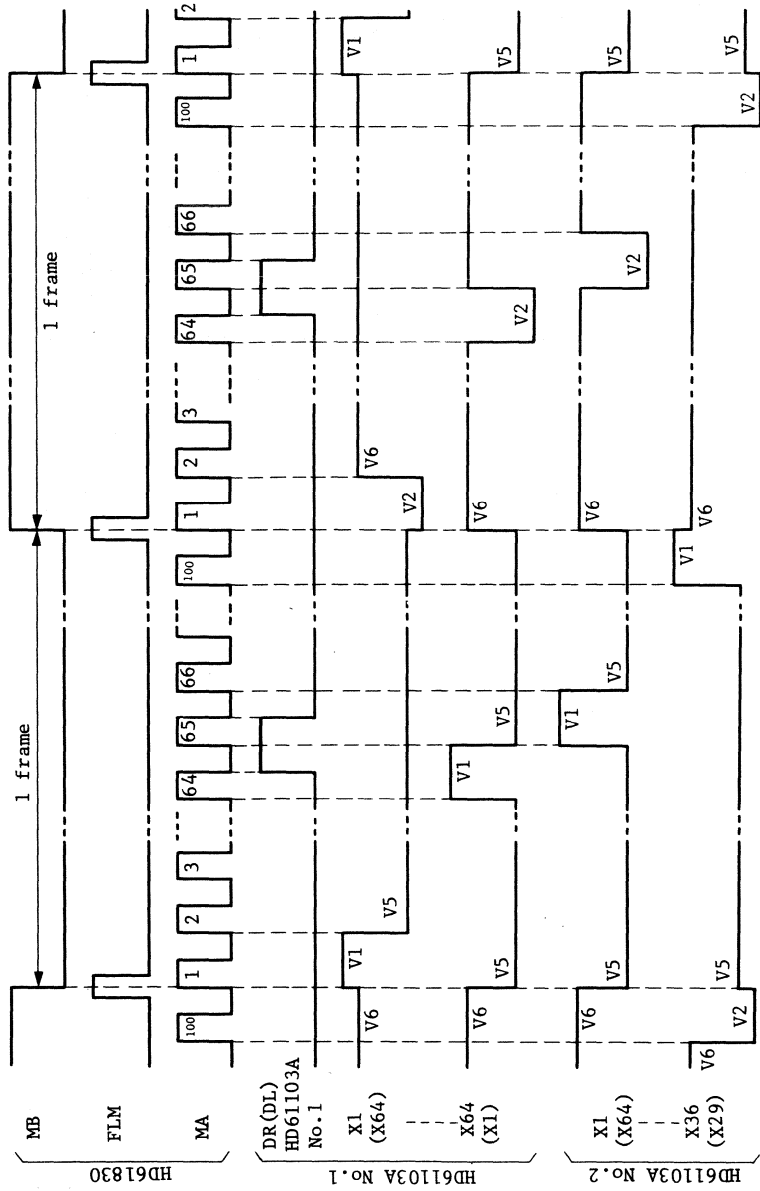 1 frame
1 frame
HD61830
MB
FLM
MA
100
1
2
3
64
65
66
100
1
2
3
64
65
66
100
1
2
HD61103A No.1
DR(DL)
HD61103A
No.1
X1
(X64)
V6
V1
V5
V2
V6
V1
X64
(X1)
V6
V5
V1
V5
V6
V2
V5
HD61103A No.2
X1
(X64)
V6
V5
V1
V5
V6
V2
V5
X36
(X29)
V6
V2
V5
V1
V6
V2
V5